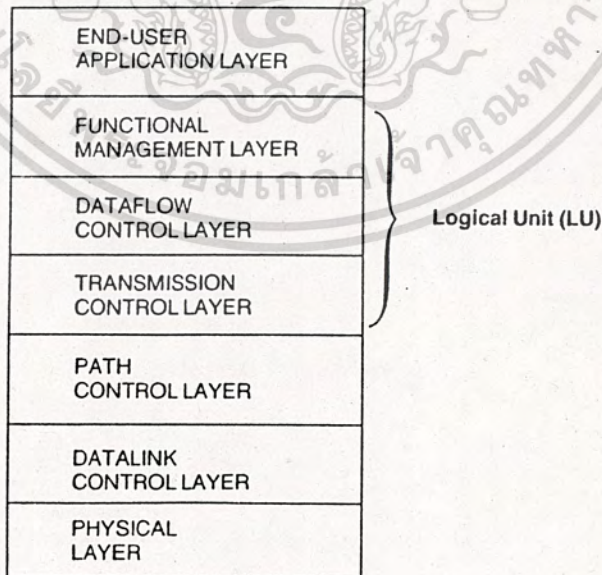 END-USER
APPLICATION LAYER
FUNCTIONAL
MANAGEMENT LAYER
DATAFLOW
CONTROL LAYER
Logical Unit (LU)
TRANSMISSION
CONTROL LAYER
PATH
CONTROL LAYER
DATALINK
CONTROL LAYER
PHYSICAL
LAYER